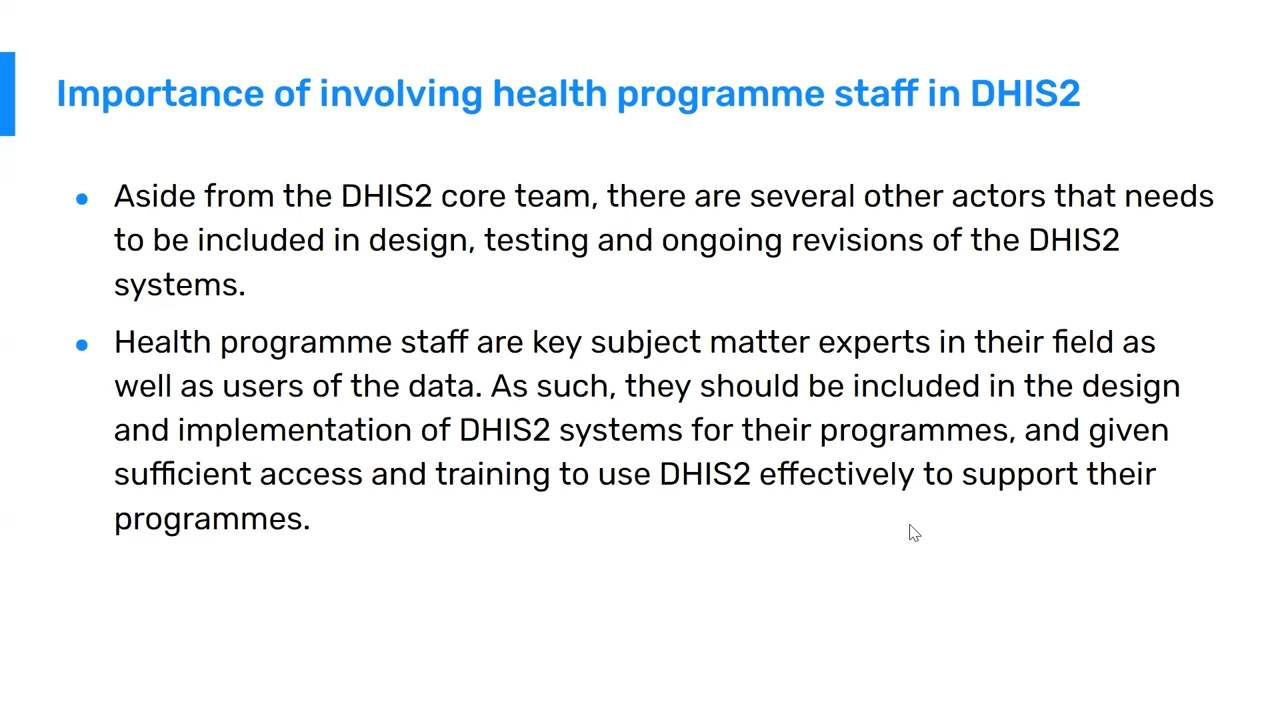 Importance of involving health programme staff in DHIS2
● Aside from the DHIS2 core team, there are several other actors that needs
to be included in design, testing and ongoing revisions of the DHIS2
systems.
● Health programme staff are key subject matter experts in their field as
well as users of the data. As such, they should be included in the design
and implementation of DHIS2 systems for their programmes, and given
sufficient access and training to use DHIS2 effectively to support their
programmes.